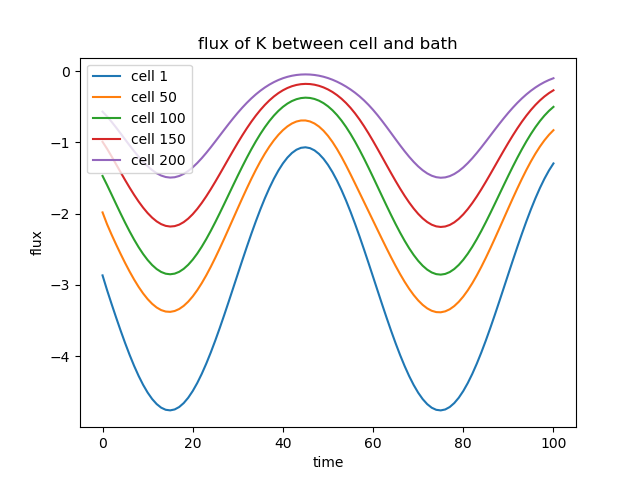 flux of K between cell and bath
cell 1
cell 50
cell 100
cell 150
cell 200
0
−1
−2
−3
−4
flux
0 20 40 60 80 100
time